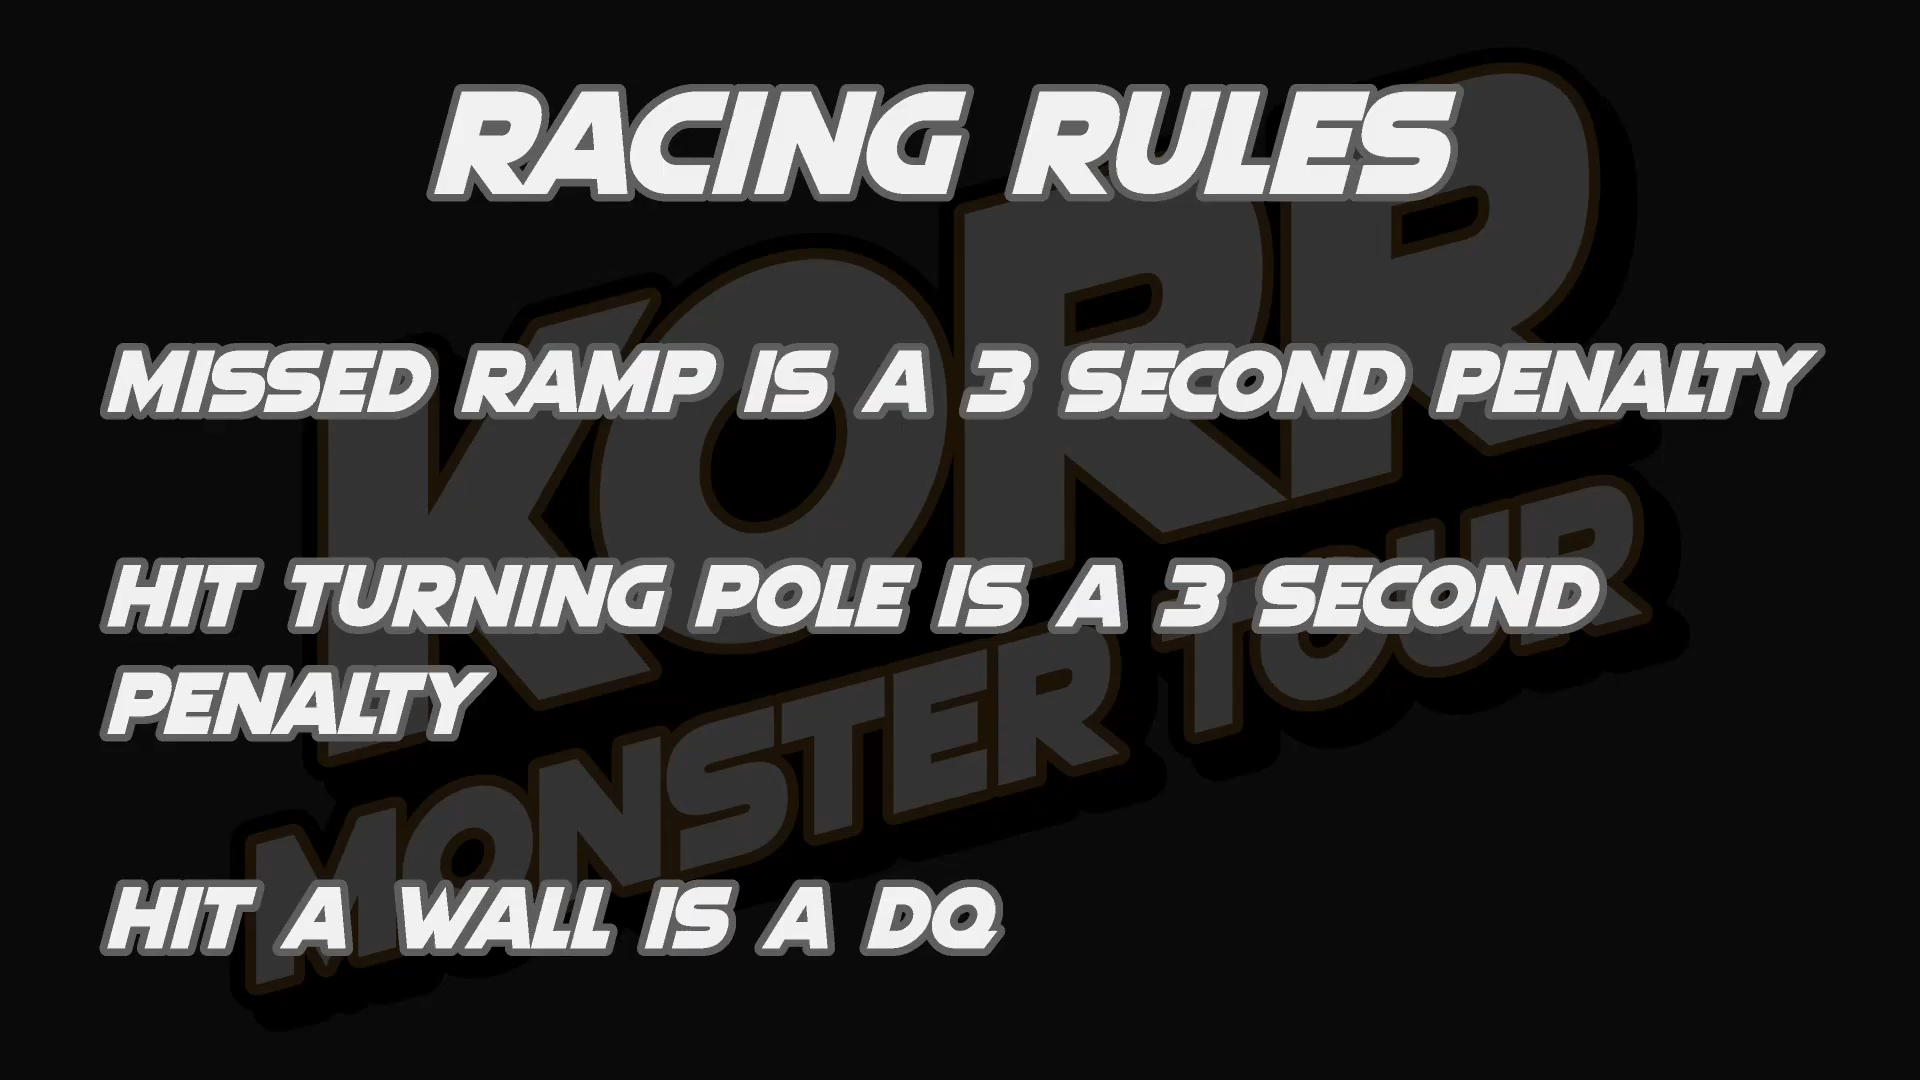 RACING RULES
KORR
MISSED RAMP IS A 3 SECOND PENALTY
HIT TURNING POLE IS A 3 SECOND
PENALTY
MONSTER TOUR
HIT A WALL IS A DQ